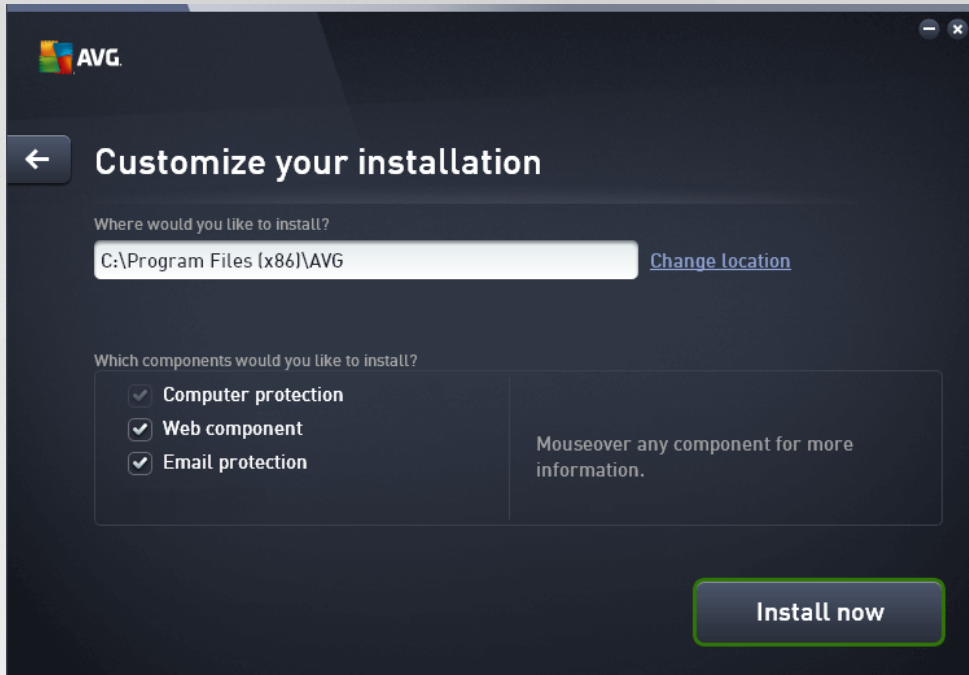 AVG.
Customize your installation
Where would you like to install?
C:\Program Files (x86)\AVG
Change location
Which components would you like to install?
Computer protection
Web component
Email protection
Mouseover any component for more
information.
Install now